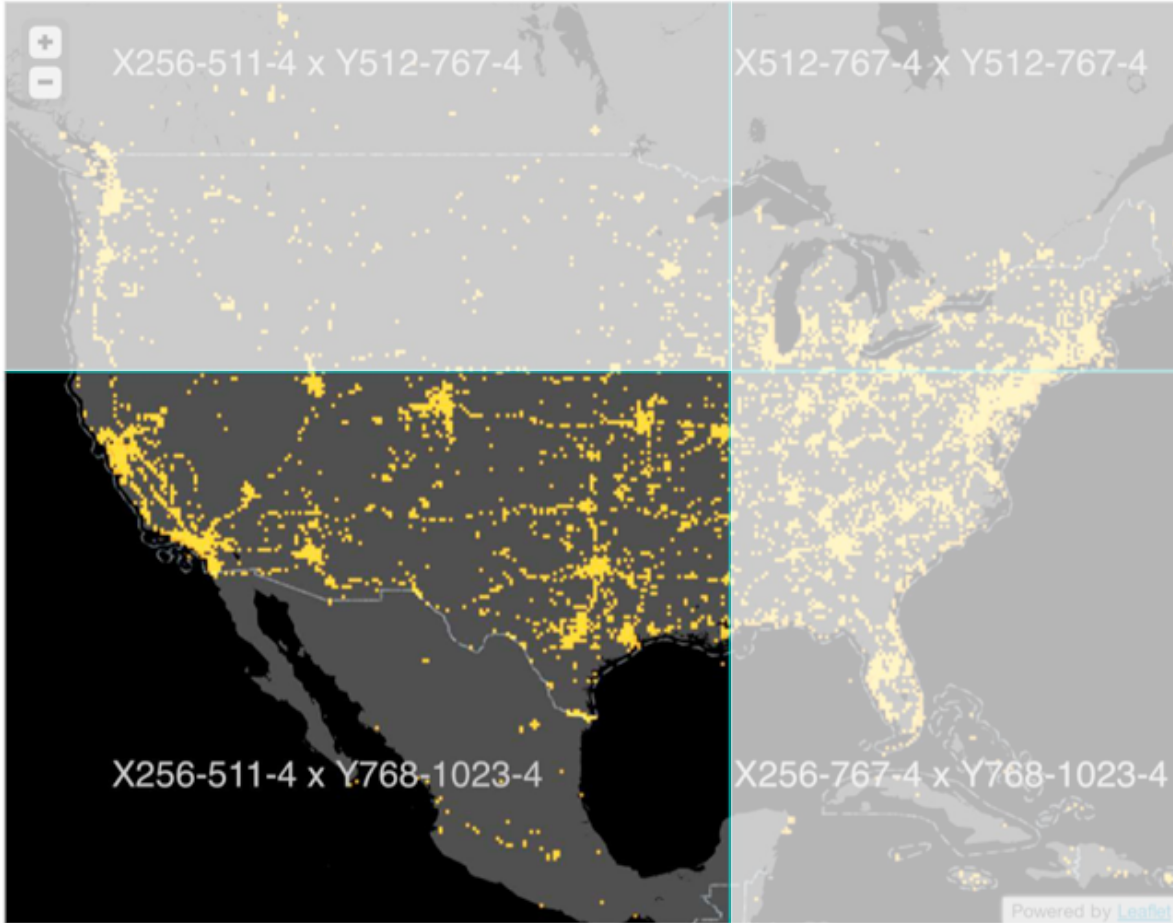 +
−
X256-511-4 x Y512-767-4
X512-767-4 x Y512-767-4
X256-511-4 x Y768-1023-4
X256-767-4 x Y768-1023-4
Powered by Leaflet